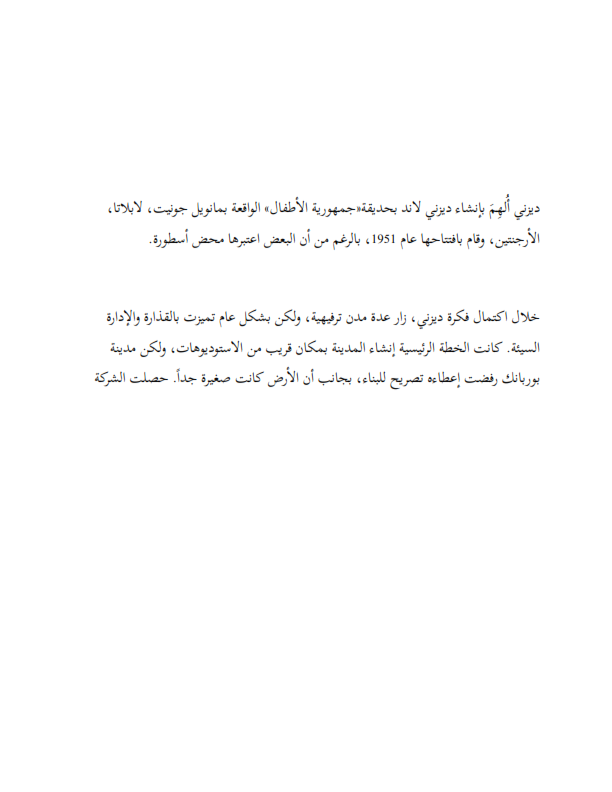 ديزني أُلهِمَ بإنشاء ديزني لاند بحديقة«جمهورية الأطفال» الواقعة بمانويل جونيت، لابلاتا،
الأرجنتين، وقام بافتتاحها عام 1951، بالرغم من أن البعض اعتبرها محض أسطورة.
خلال اكتمال فكرة ديزني، زار عدة مدن ترفيهية، ولكن بشكل عام تميزت بالقذارة والإدارة
السيئة. كانت الخطة الرئيسية إنشاء المدينة بمكان قريب من الاستوديوهات، ولكن مدينة
بوربانك رفضت إعطاءه تصريح للبناء، بجانب أن الأرض كانت صغيرة جداً. حصلت الشركة